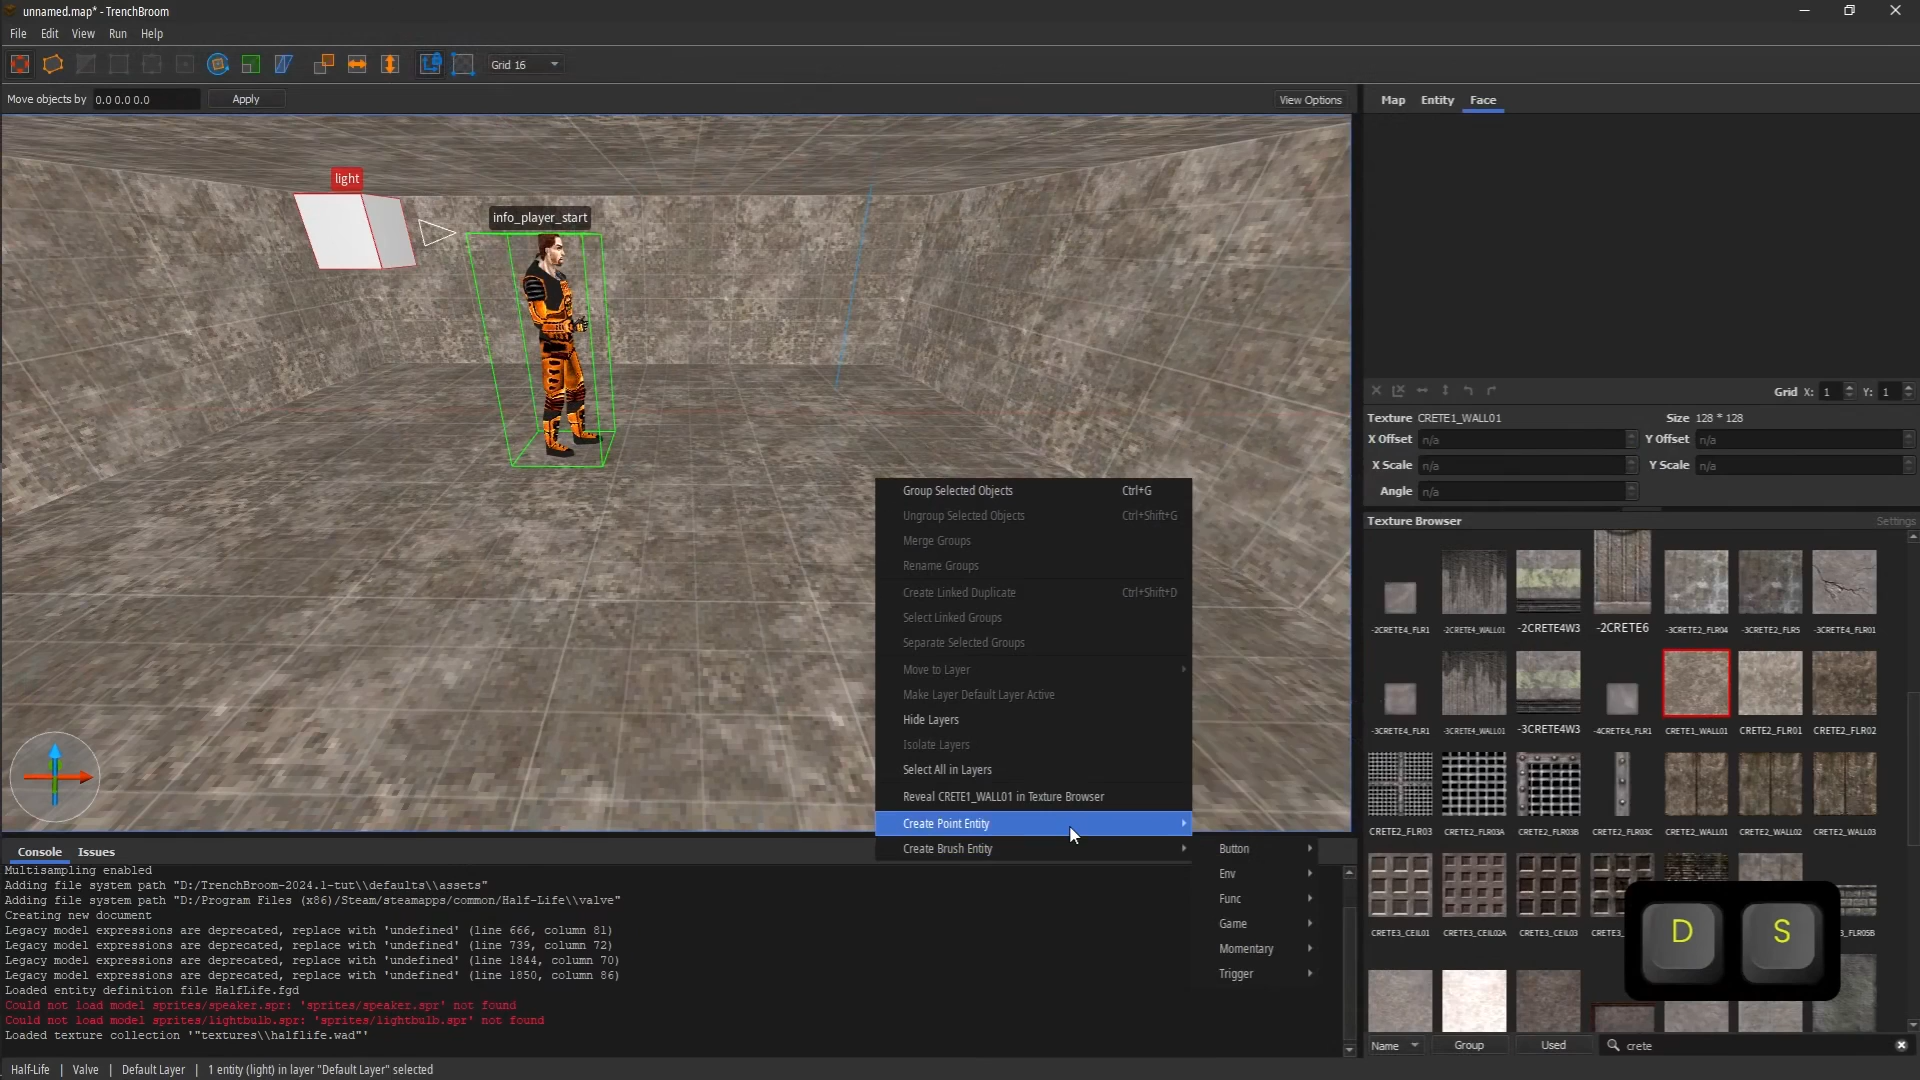 unnamed.map* - TrenchBroom
File Edit View Run Help
Grid 16
Move objects by 0.0 0.0 0.0 Apply
View Options
Map Entity Face
light
info_player_start
Grid X: 1 Y: 1
Texture CRETE1_WALL01 Size 128 * 128
X Offset n/a Y Offset n/a
X Scale n/a Y Scale n/a
Angle n/a
Texture Browser Settings
-2CRETE4_FLR1 -2CRETE4_WALL01 -2CRETE4W3 -2CRETE6 -3CRETE2_FLR04 -3CRETE2_FLR5 -3CRETE4_FLR01
-3CRETE4_FLR1 -3CRETE4_WALL01 -3CRETE4W3 -4CRETE4_FLR1 CRETE1_WALL01 CRETE2_FLR01 CRETE2_FLR02
CRETE2_FLR03 CRETE2_FLR03A CRETE2_FLR03B CRETE2_FLR03C CRETE2_WALL01 CRETE2_WALL02 CRETE2_WALL03
CRETE3_CEIL01 CRETE3_CEIL02A CRETE3_CEIL03
Name Group Used crete
Group Selected Objects Ctrl+G
Ungroup Selected Objects Ctrl+Shift+G
Merge Groups
Rename Groups
Create Linked Duplicate Ctrl+Shift+D
Select Linked Groups
Separate Selected Groups
Move to Layer
Make Layer Default Layer Active
Hide Layers
Isolate Layers
Select All in Layers
Reveal CRETE1_WALL01 in Texture Browser
Create Point Entity
Create Brush Entity
Button
Env
Func
Game
Momentary
Trigger
D S
Console Issues
Multisampling enabled
Adding file system path "D:/TrenchBroom-2024.1-tut\\defaults\\assets"
Adding file system path "D:/Program Files (x86)/Steam/steamapps/common/Half-Life\\valve"
Creating new document
Legacy model expressions are deprecated, replace with 'undefined' (line 666, column 81)
Legacy model expressions are deprecated, replace with 'undefined' (line 739, column 72)
Legacy model expressions are deprecated, replace with 'undefined' (line 1844, column 70)
Legacy model expressions are deprecated, replace with 'undefined' (line 1850, column 86)
Loaded entity definition file HalfLife.fgd
Could not load model sprites/speaker.spr: 'sprites/speaker.spr' not found
Could not load model sprites/lightbulb.spr: 'sprites/lightbulb.spr' not found
Loaded texture collection '"textures\\halflife.wad"'
Half-Life | Valve | Default Layer | 1 entity (light) in layer "Default Layer" selected